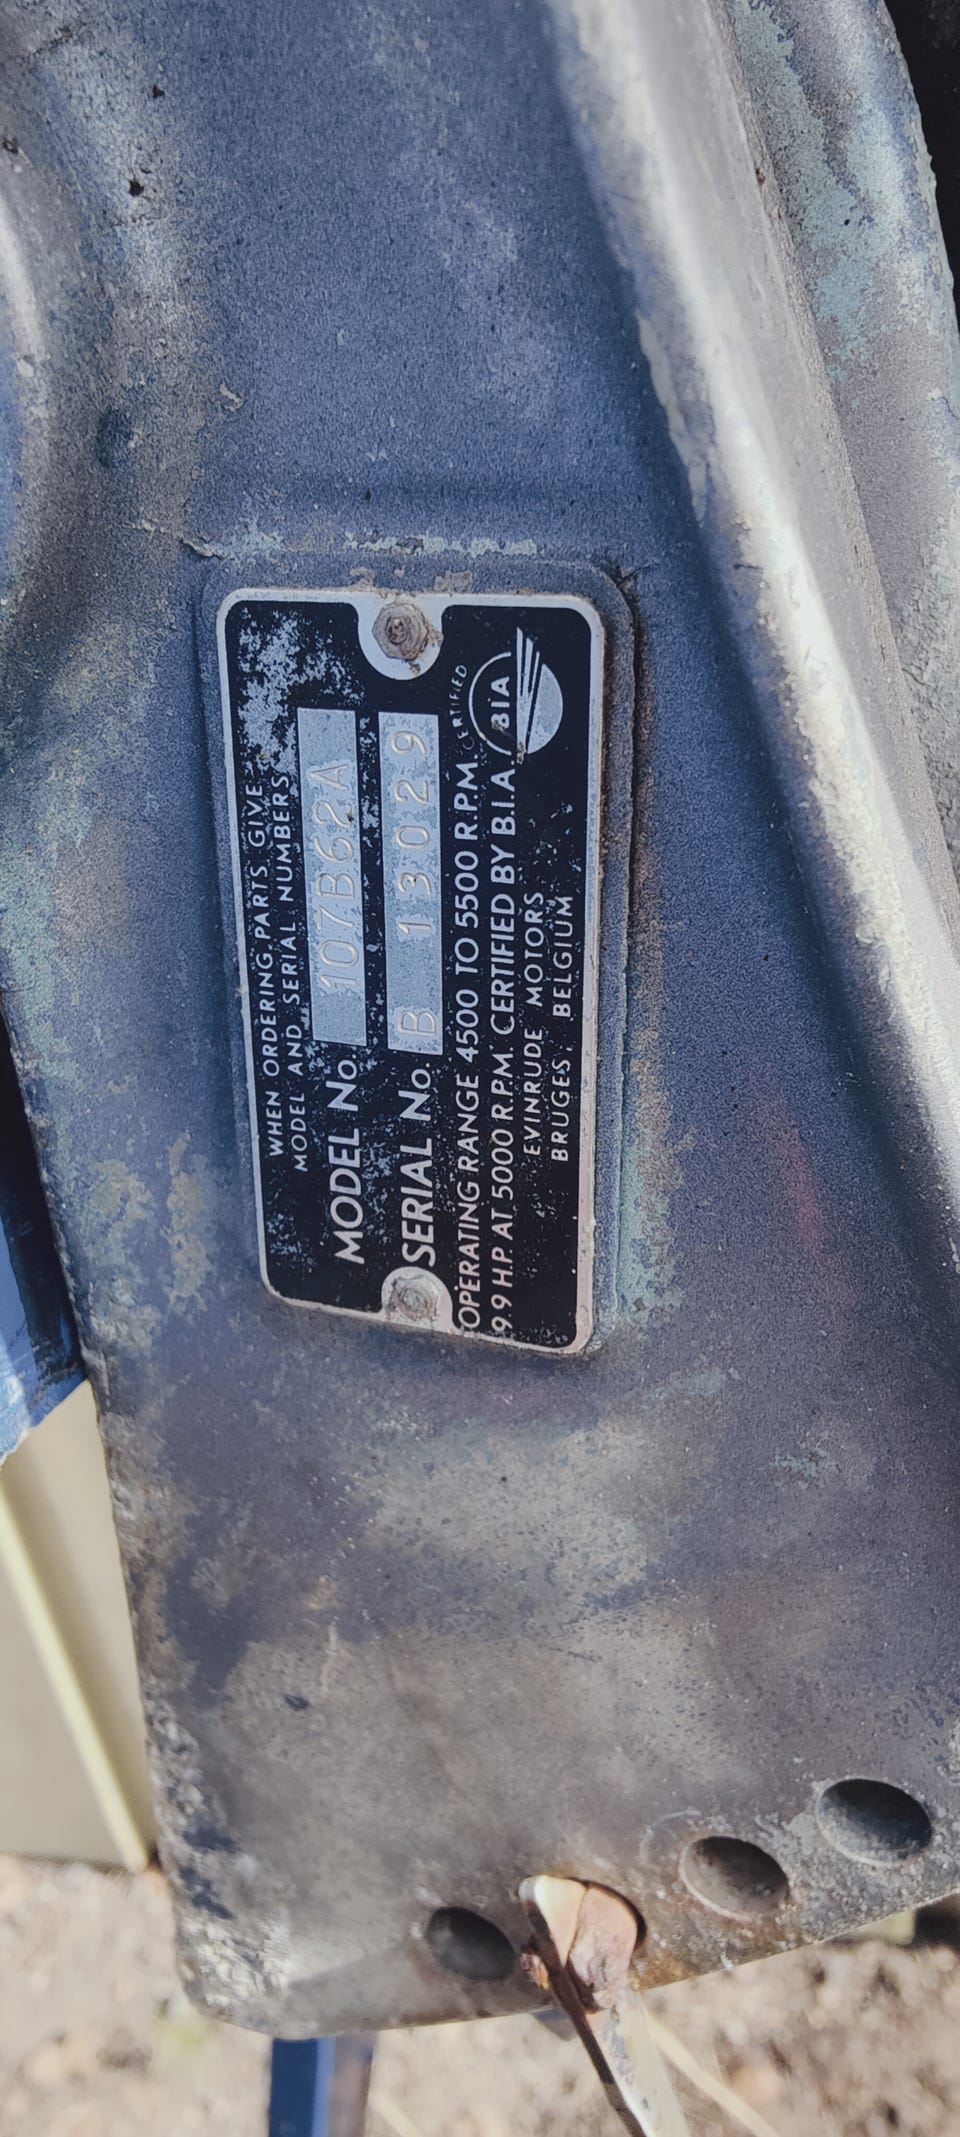 WHEN ORDERING PARTS GIVE
MODEL AND SERIAL NUMBERS
MODEL No. 107B62A
SERIAL No. B 13029
OPERATING RANGE 4500 TO 5500 R.P.M.
9.9 H.P AT 5000 R.P.M. CERTIFIED BY B.I.A.
EVINRUDE MOTORS
BRUGES, BELGIUM
CERTIFIED
BIA